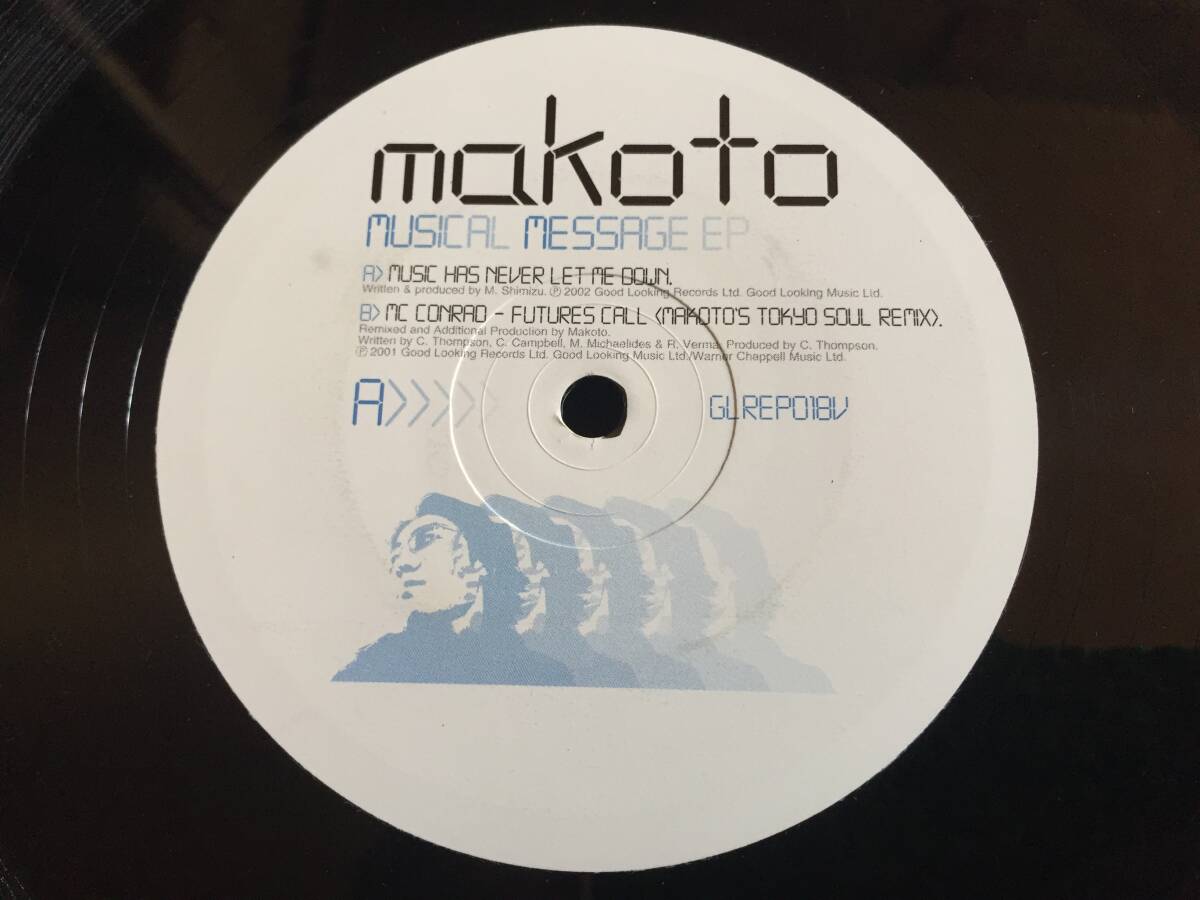 makoto
MUSICAL MESSAGE EP
A> MUSIC HAS NEVER LET ME DOWN.
Written & produced by M. Shimizu. ℗ 2002 Good Looking Records Ltd. Good Looking Music Ltd.
B> MC CONRAD - FUTURES CALL <MAKOTO'S TOKYO SOUL REMIX>.
Remixed and Additional Production by Makoto.
Written by C. Thompson, C. Campbell, M. Michaelides & R. Verma. Produced by C. Thompson.
℗ 2001 Good Looking Records Ltd. Good Looking Music Ltd./Warner Chappell Music Ltd.
A>>>>> GLREP018V